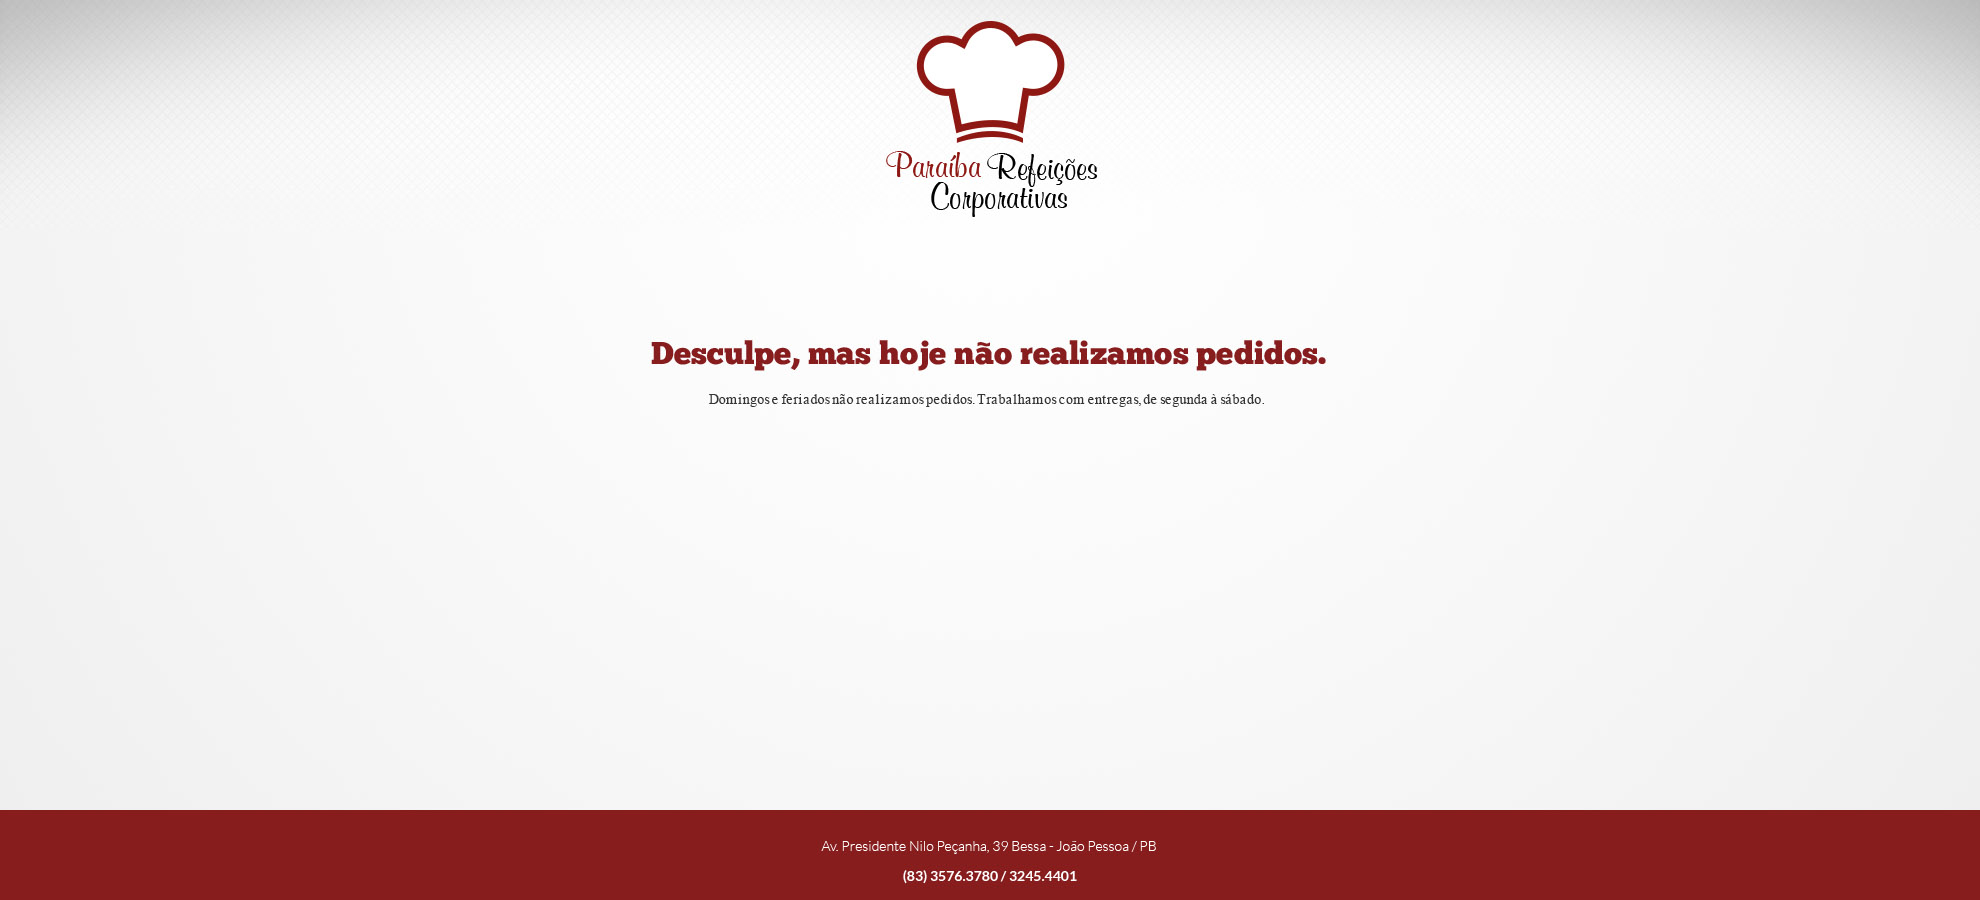 Paraíba Refeições
Corporativas
Desculpe, mas hoje não realizamos pedidos.
Domingos e feriados não realizamos pedidos. Trabalhamos com entregas, de segunda à sábado.
Av. Presidente Nilo Peçanha, 39 Bessa - João Pessoa / PB
(83) 3576.3780 / 3245.4401